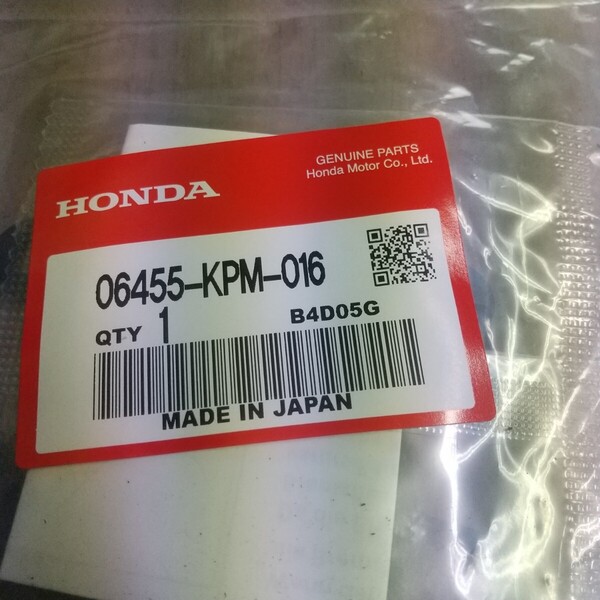 GENUINE PARTS
Honda Motor Co., Ltd.
HONDA
06455-KPM-016
QTY 1
B4D05G
MADE IN JAPAN